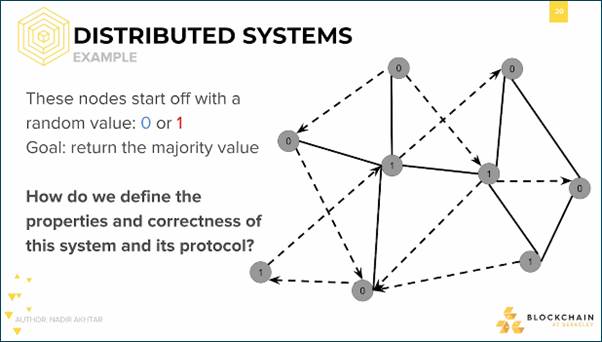 20
DISTRIBUTED SYSTEMS
EXAMPLE
These nodes start off with a
random value: 0 or 1
Goal: return the majority value
How do we define the
properties and correctness of
this system and its protocol?
0
0
0
1
1
0
1
1
0
AUTHOR: NADIR AKHTAR
BLOCKCHAIN
AT BERKELEY